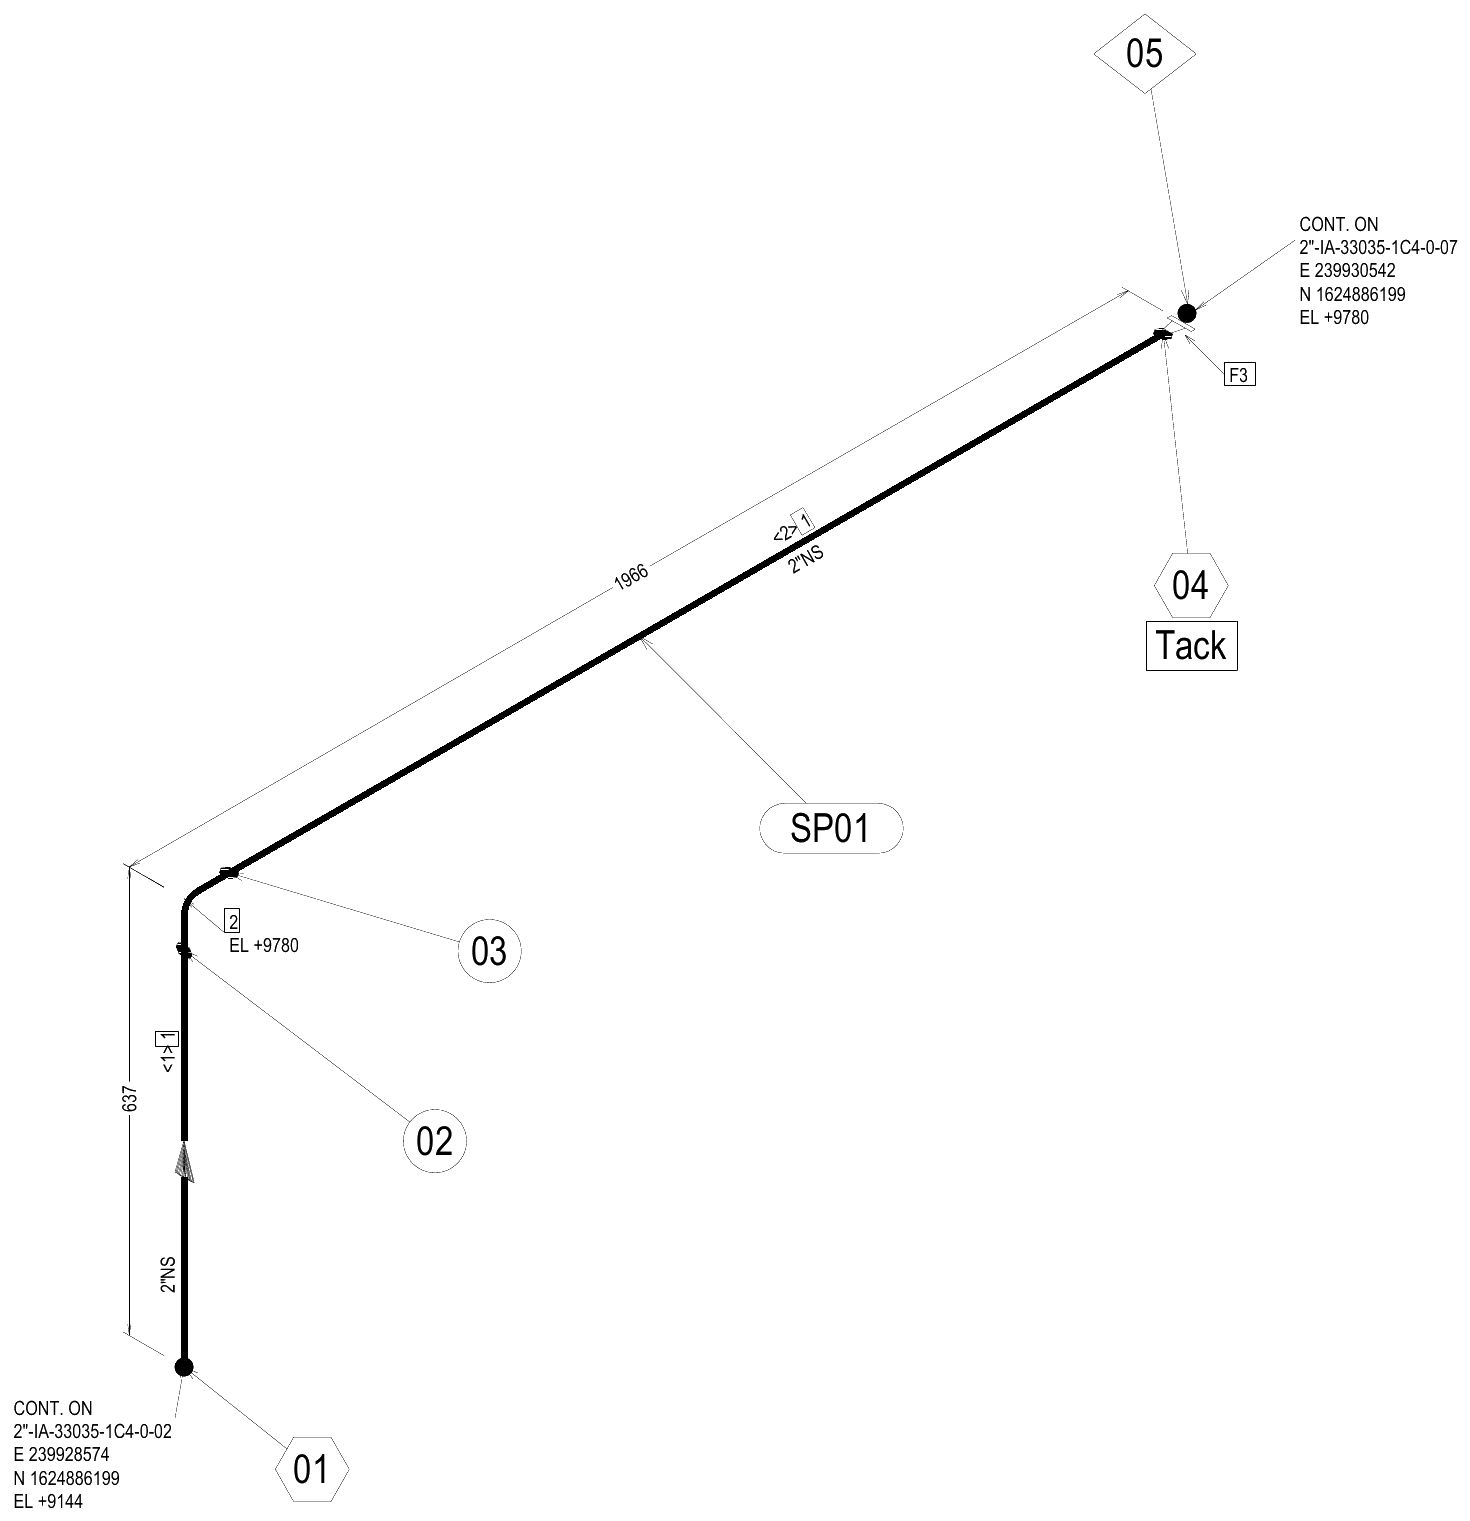 05
CONT. ON
2"-IA-33035-1C4-0-07
E 239930542
N 1624886199
EL +9780
F3
<2> 1
2"NS
1966
04
Tack
SP01
2
EL +9780
03
<1> 1
637
02
2"NS
CONT. ON
2"-IA-33035-1C4-0-02
E 239928574
N 1624886199
EL +9144
01